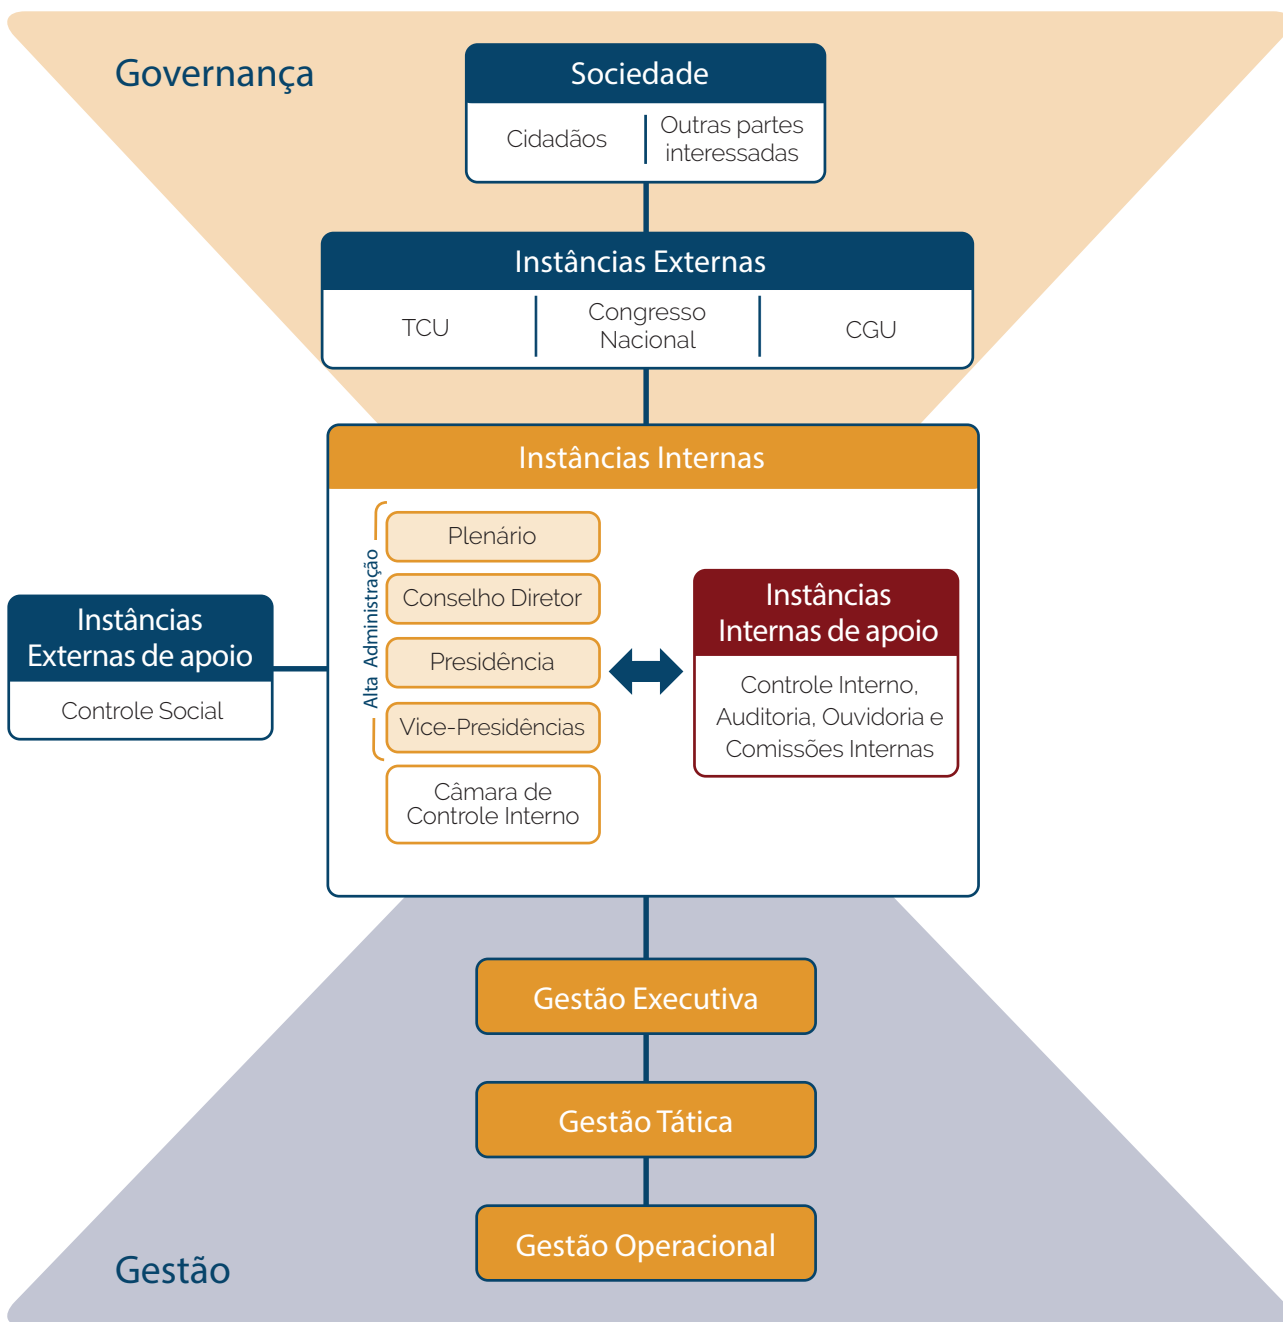 Governança
Sociedade
Cidadãos
Outras partes
interessadas
Instâncias Externas
TCU
Congresso
Nacional
CGU
Instâncias Internas
Alta Administração
Plenário
Conselho Diretor
Presidência
Vice-Presidências
Câmara de
Controle Interno
Instâncias
Internas de apoio
Controle Interno,
Auditoria, Ouvidoria e
Comissões Internas
Instâncias
Externas de apoio
Controle Social
Gestão Executiva
Gestão Tática
Gestão Operacional
Gestão